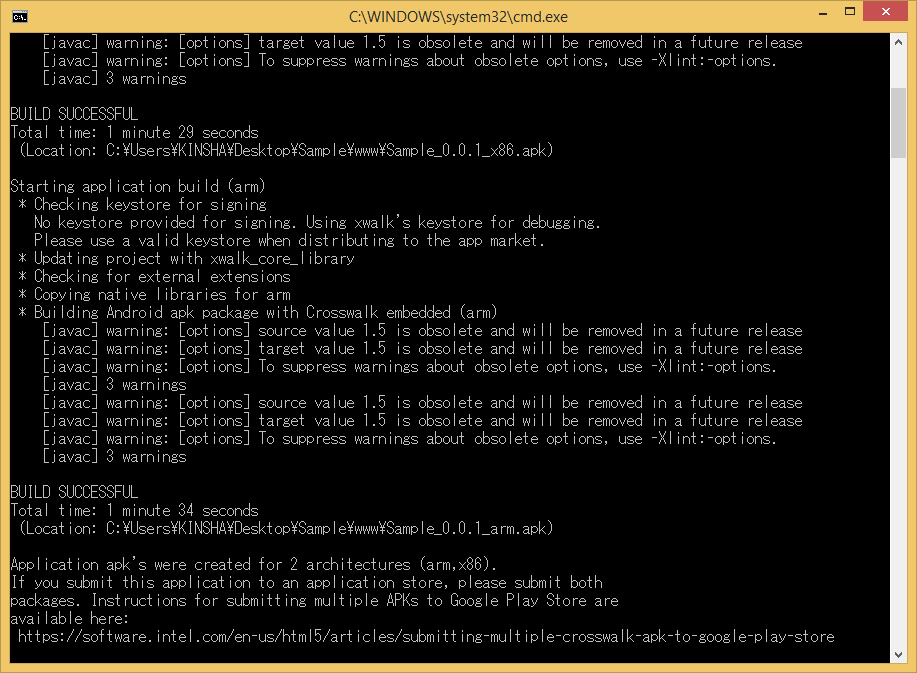 C:\WINDOWS\system32\cmd.exe
[javac] warning: [options] target value 1.5 is obsolete and will be removed in a future release
[javac] warning: [options] To suppress warnings about obsolete options, use -Xlint:-options.
[javac] 3 warnings
BUILD SUCCESSFUL
Total time: 1 minute 29 seconds
(Location: C:¥Users¥KINSHA¥Desktop¥Sample¥www¥Sample_0.0.1_x86.apk)
Starting application build (arm)
* Checking keystore for signing
No keystore provided for signing. Using xwalk's keystore for debugging.
Please use a valid keystore when distributing to the app market.
* Updating project with xwalk_core_library
* Checking for external extensions
* Copying native libraries for arm
* Building Android apk package with Crosswalk embedded (arm)
[javac] warning: [options] source value 1.5 is obsolete and will be removed in a future release
[javac] warning: [options] target value 1.5 is obsolete and will be removed in a future release
[javac] warning: [options] To suppress warnings about obsolete options, use -Xlint:-options.
[javac] 3 warnings
[javac] warning: [options] source value 1.5 is obsolete and will be removed in a future release
[javac] warning: [options] target value 1.5 is obsolete and will be removed in a future release
[javac] warning: [options] To suppress warnings about obsolete options, use -Xlint:-options.
[javac] 3 warnings
BUILD SUCCESSFUL
Total time: 1 minute 34 seconds
(Location: C:¥Users¥KINSHA¥Desktop¥Sample¥www¥Sample_0.0.1_arm.apk)
Application apk's were created for 2 architectures (arm,x86).
If you submit this application to an application store, please submit both
packages. Instructions for submitting multiple APKs to Google Play Store are
available here:
https://software.intel.com/en-us/html5/articles/submitting-multiple-crosswalk-apk-to-google-play-store